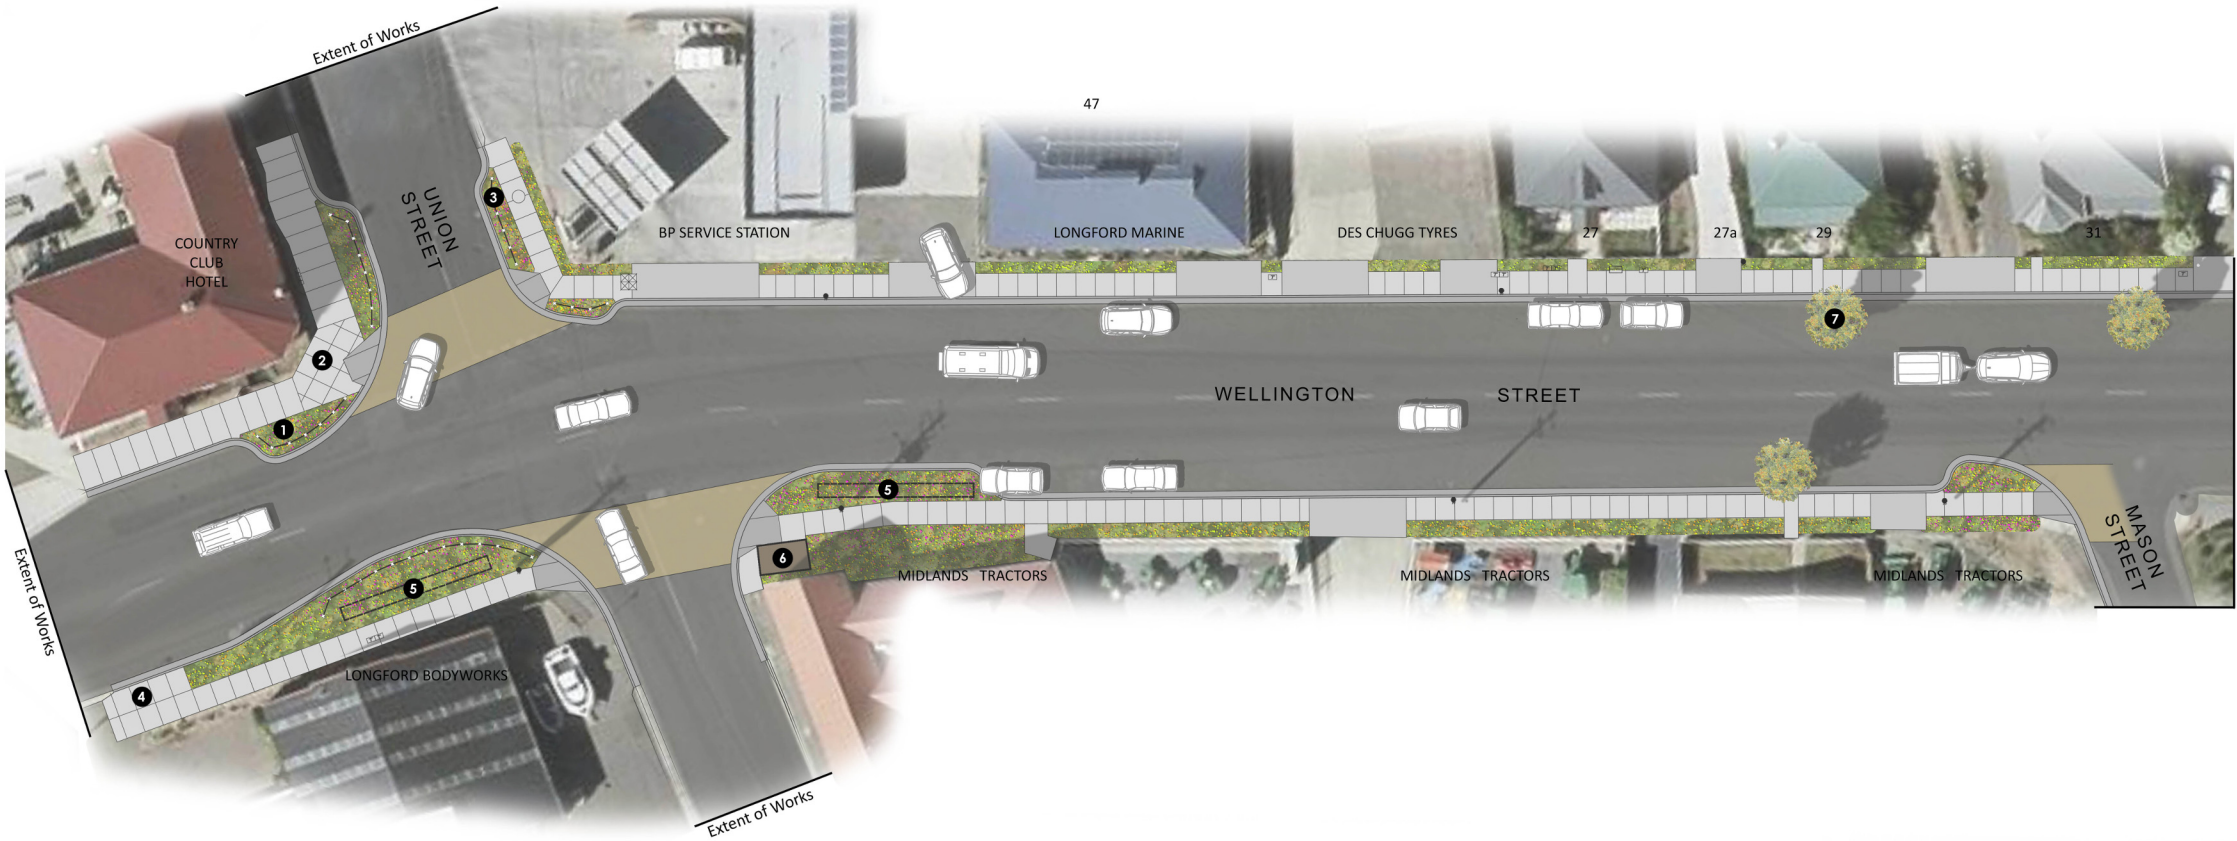 Extent of Works
47
UNION
STREET
3
COUNTRY
CLUB
HOTEL
BP SERVICE STATION
LONGFORD MARINE
DES CHUGG TYRES
27
27a
29
31
7
2
1
WELLINGTON STREET
5
6
MIDLANDS TRACTORS
MIDLANDS TRACTORS
MIDLANDS TRACTORS
MASON
STREET
Extent of Works
5
LONGFORD BODYWORKS
4
Extent of Works